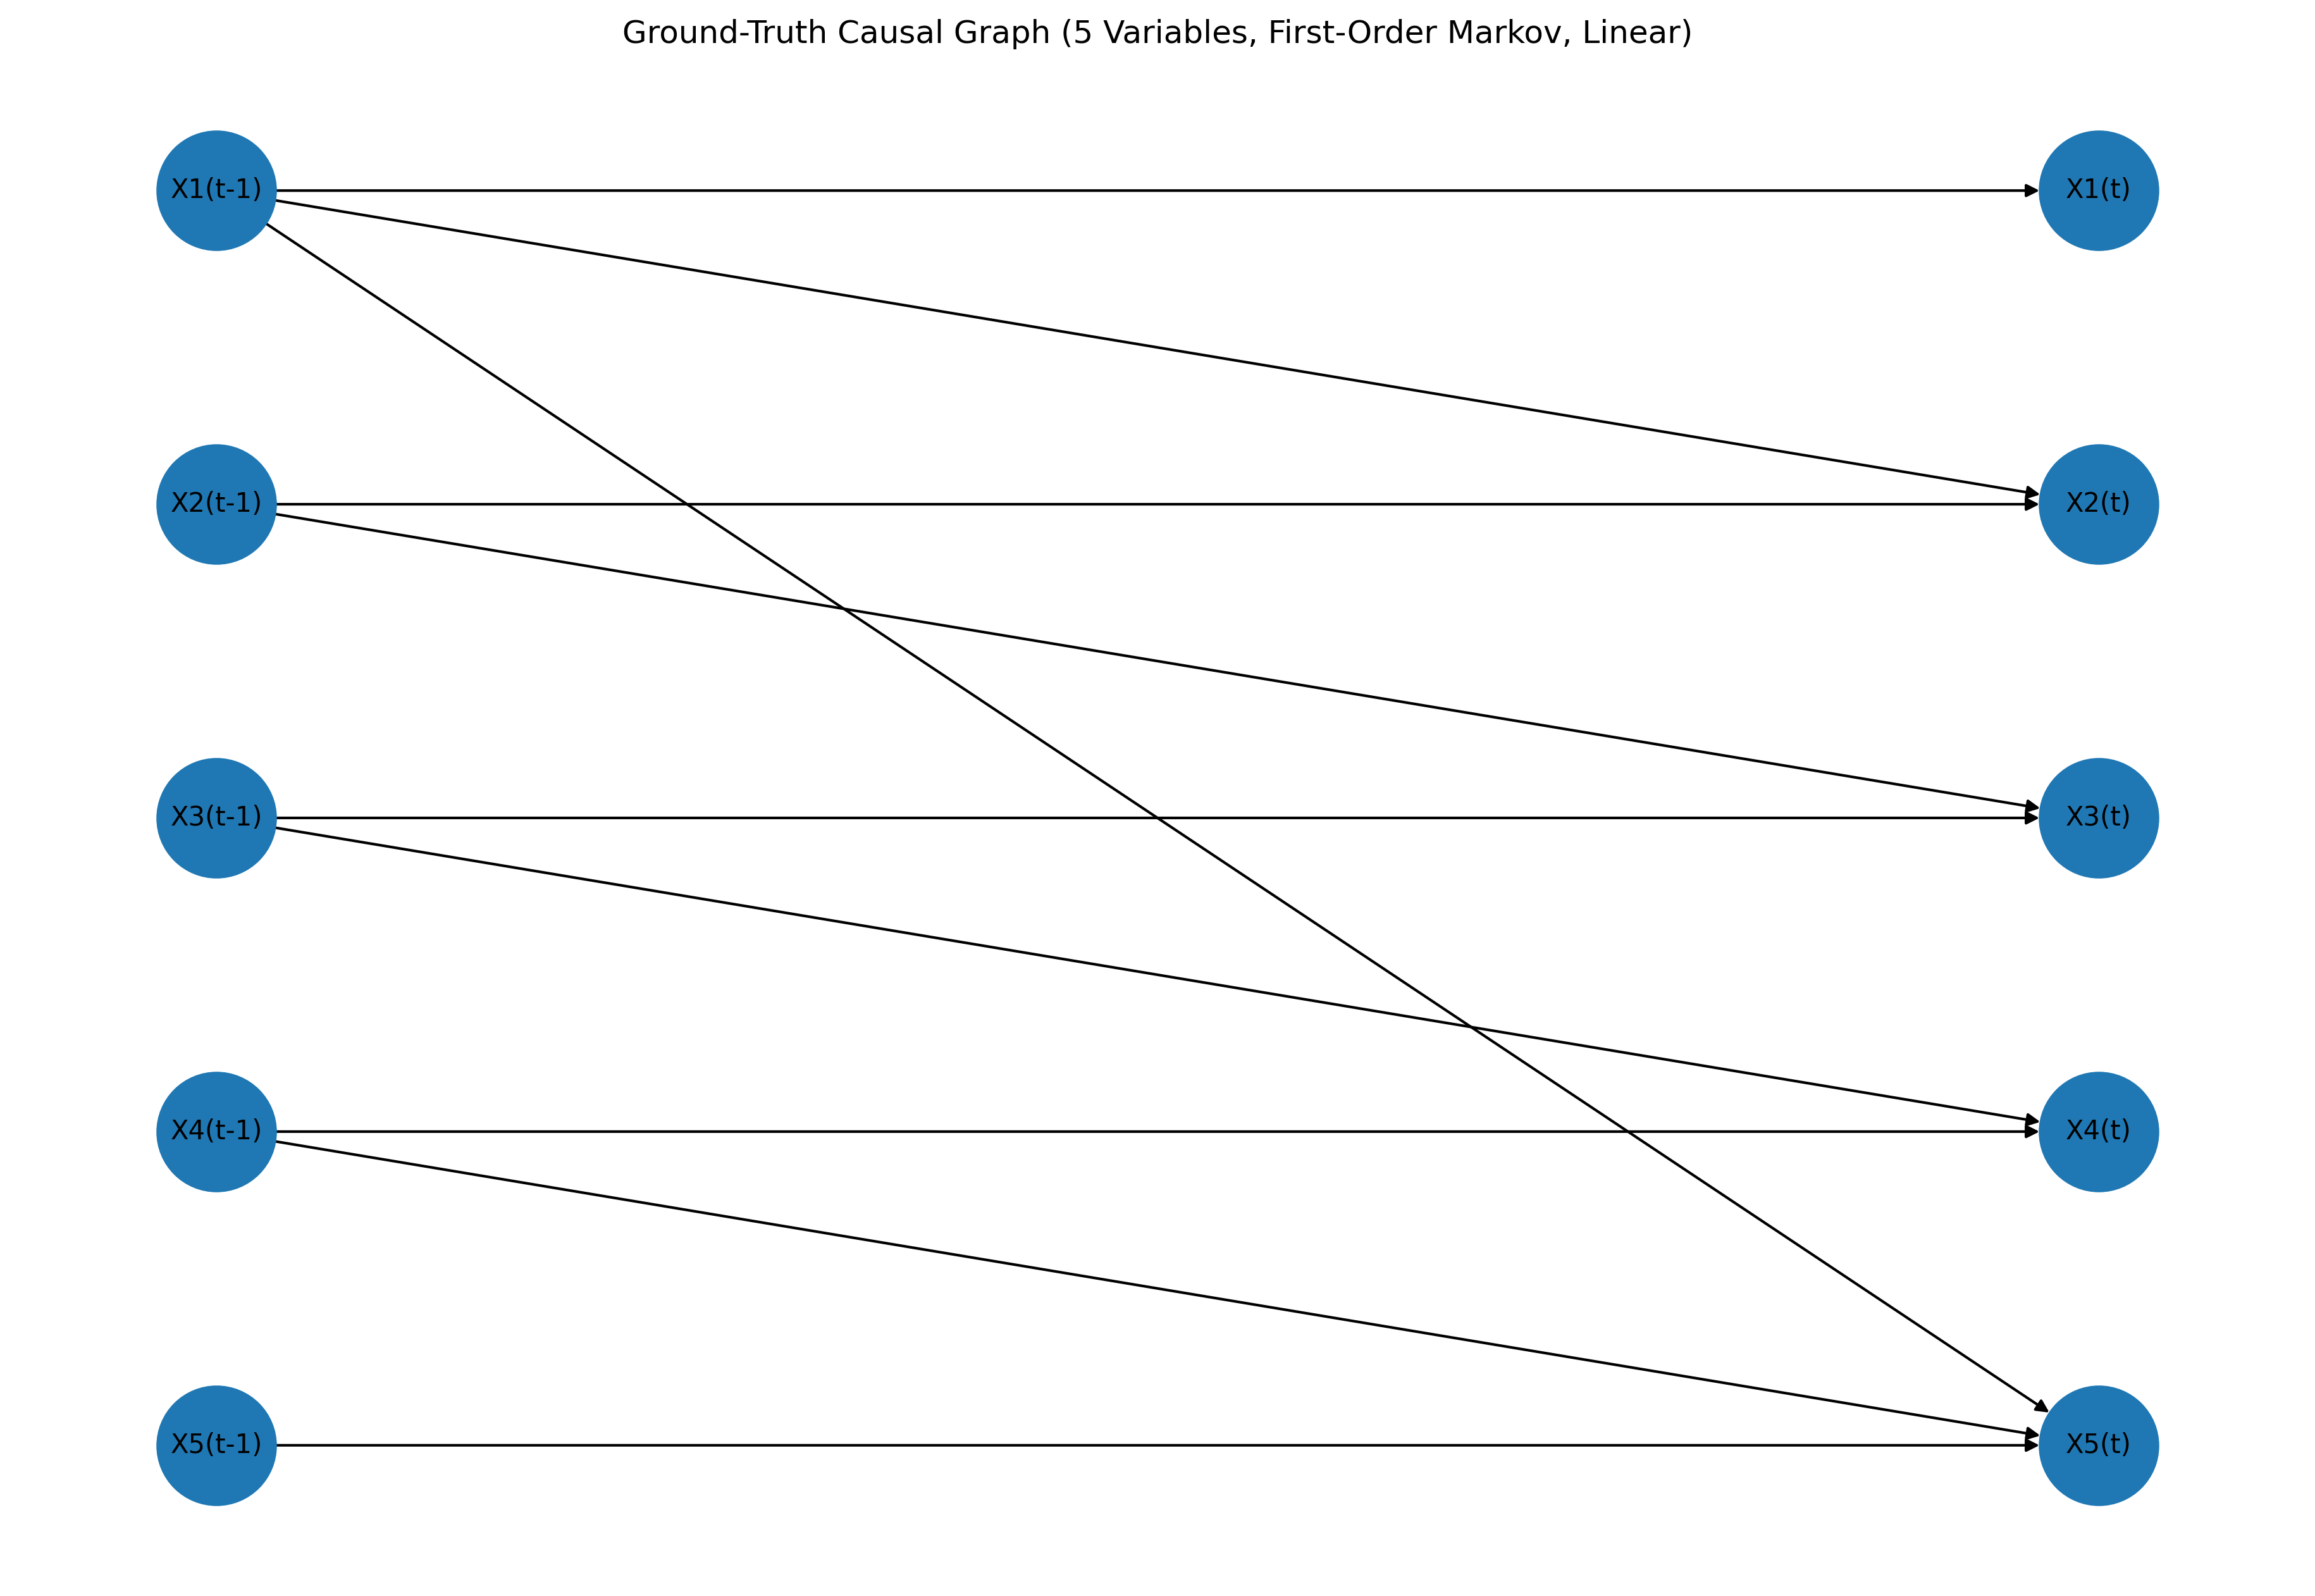 Ground-Truth Causal Graph (5 Variables, First-Order Markov, Linear)
X1(t-1)
X1(t)
X2(t-1)
X2(t)
X3(t-1)
X3(t)
X4(t-1)
X4(t)
X5(t-1)
X5(t)